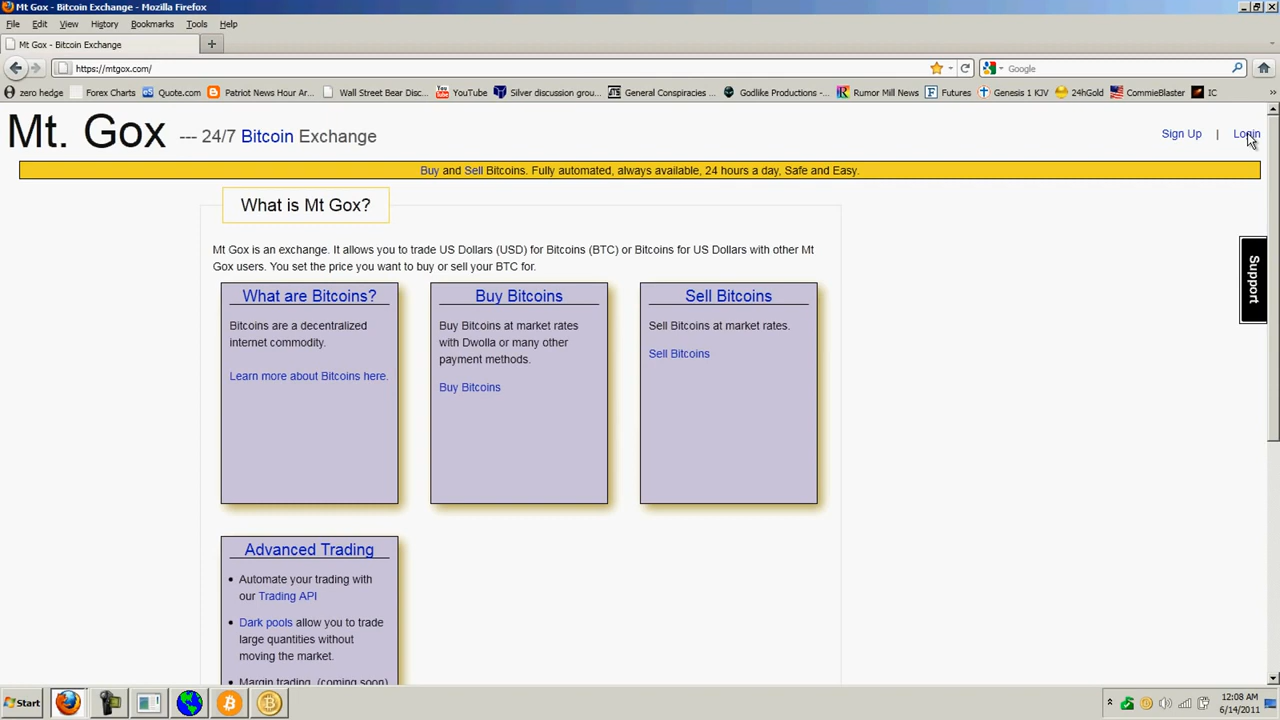 Mt Gox - Bitcoin Exchange - Mozilla Firefox
File Edit View History Bookmarks Tools Help
Mt Gox - Bitcoin Exchange
https://mtgox.com/
Google
zero hedge Forex Charts Quote.com Patriot News Hour Ar... Wall Street Bear Disc... YouTube Silver discussion grou... General Conspiracies ... Godlike Productions -... Rumor Mill News Futures Genesis 1 KJV 24hGold CommieBlaster IC
Mt. Gox --- 24/7 Bitcoin Exchange
Sign Up | Login
Buy and Sell Bitcoins. Fully automated, always available, 24 hours a day, Safe and Easy.
What is Mt Gox?
Mt Gox is an exchange. It allows you to trade US Dollars (USD) for Bitcoins (BTC) or Bitcoins for US Dollars with other Mt
Gox users. You set the price you want to buy or sell your BTC for.
What are Bitcoins?
Bitcoins are a decentralized
internet commodity.
Learn more about Bitcoins here.
Buy Bitcoins
Buy Bitcoins at market rates
with Dwolla or many other
payment methods.
Buy Bitcoins
Sell Bitcoins
Sell Bitcoins at market rates.
Sell Bitcoins
Support
Advanced Trading
• Automate your trading with
our Trading API
• Dark pools allow you to trade
large quantities without
moving the market.
Margin trading. (coming soon)
Start
12:08 AM
6/14/2011